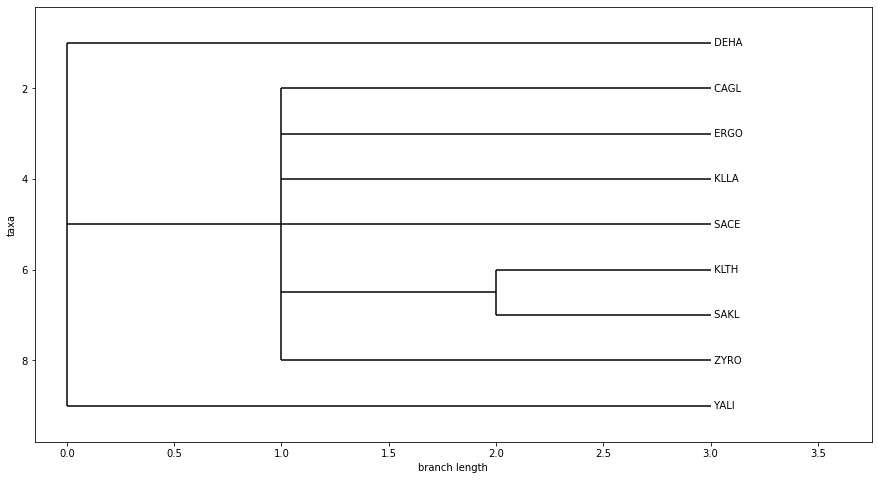 DEHA
2
CAGL
ERGO
4
KLLA
taxa
SACE
6
KLTH
SAKL
8
ZYRO
YALI
0.0 0.5 1.0 1.5 2.0 2.5 3.0 3.5
branch length